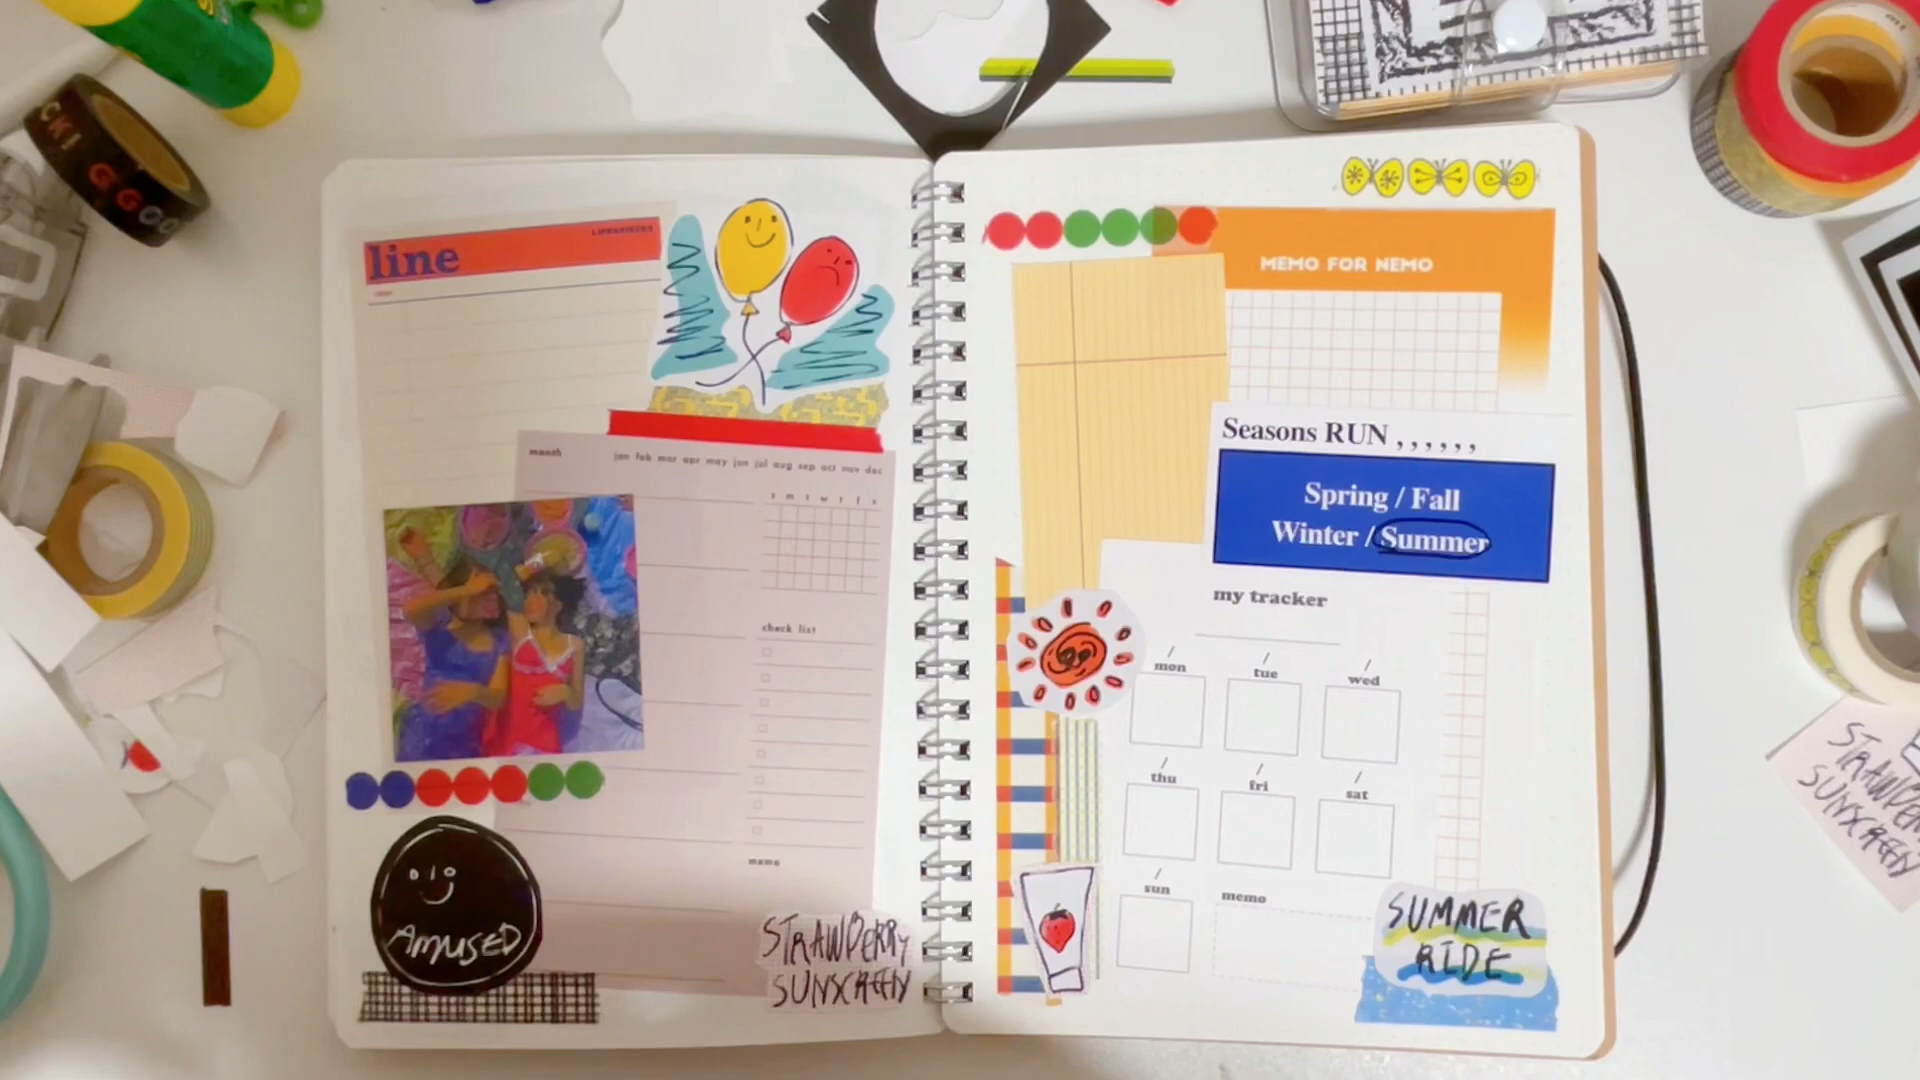 line
month
jan feb mar apr may jun jul aug sep oct nov dec
s m t w t f s
check list
memo
AMUSED
STRAWBERRY
SUNSCREEN
MEMO FOR NEMO
Seasons RUN , , , , , ,
Spring / Fall
Winter / Summer
my tracker
/ / /
mon tue wed
/ / /
thu fri sat
/
sun
memo
SUMMER
RIDE
STRAWBERRY
SUNSCREEN